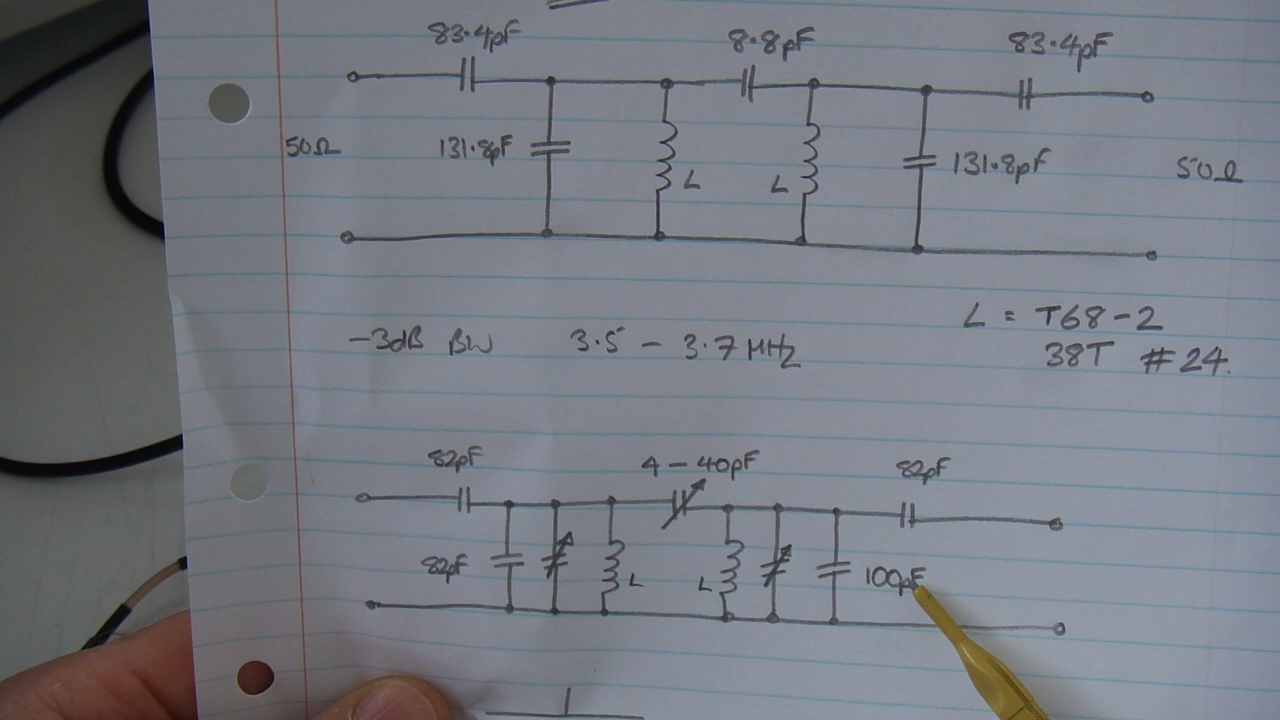 83.4pF 8.8pF 83.4pF
50Ω 131.8pF L L 131.8pF 50Ω
-3dB BW 3.5 - 3.7 MHz
L = T68-2
38T #24.
82pF 4-40pF 82pF
82pF L L 100pF